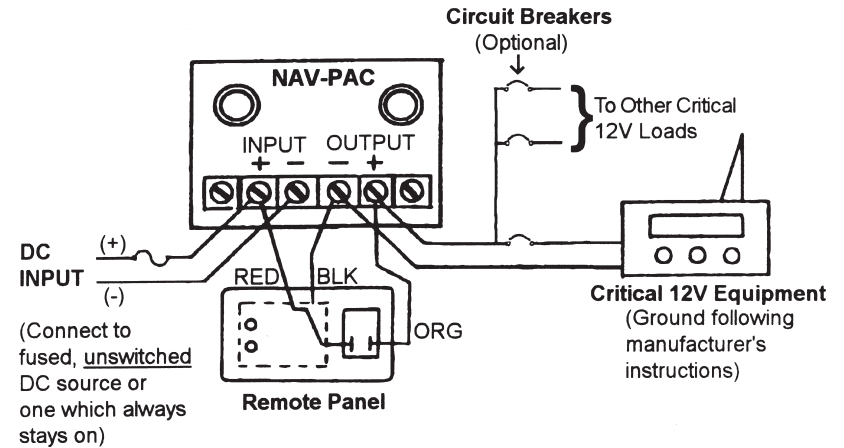 Circuit Breakers
(Optional)
NAV-PAC
To Other Critical
12V Loads
INPUT OUTPUT
+ − − +
DC
INPUT
(+)
(-)
RED
BLK
ORG
Critical 12V Equipment
(Ground following
manufacturer's
instructions)
(Connect to
fused, unswitched
DC source or
one which always
stays on)
Remote Panel